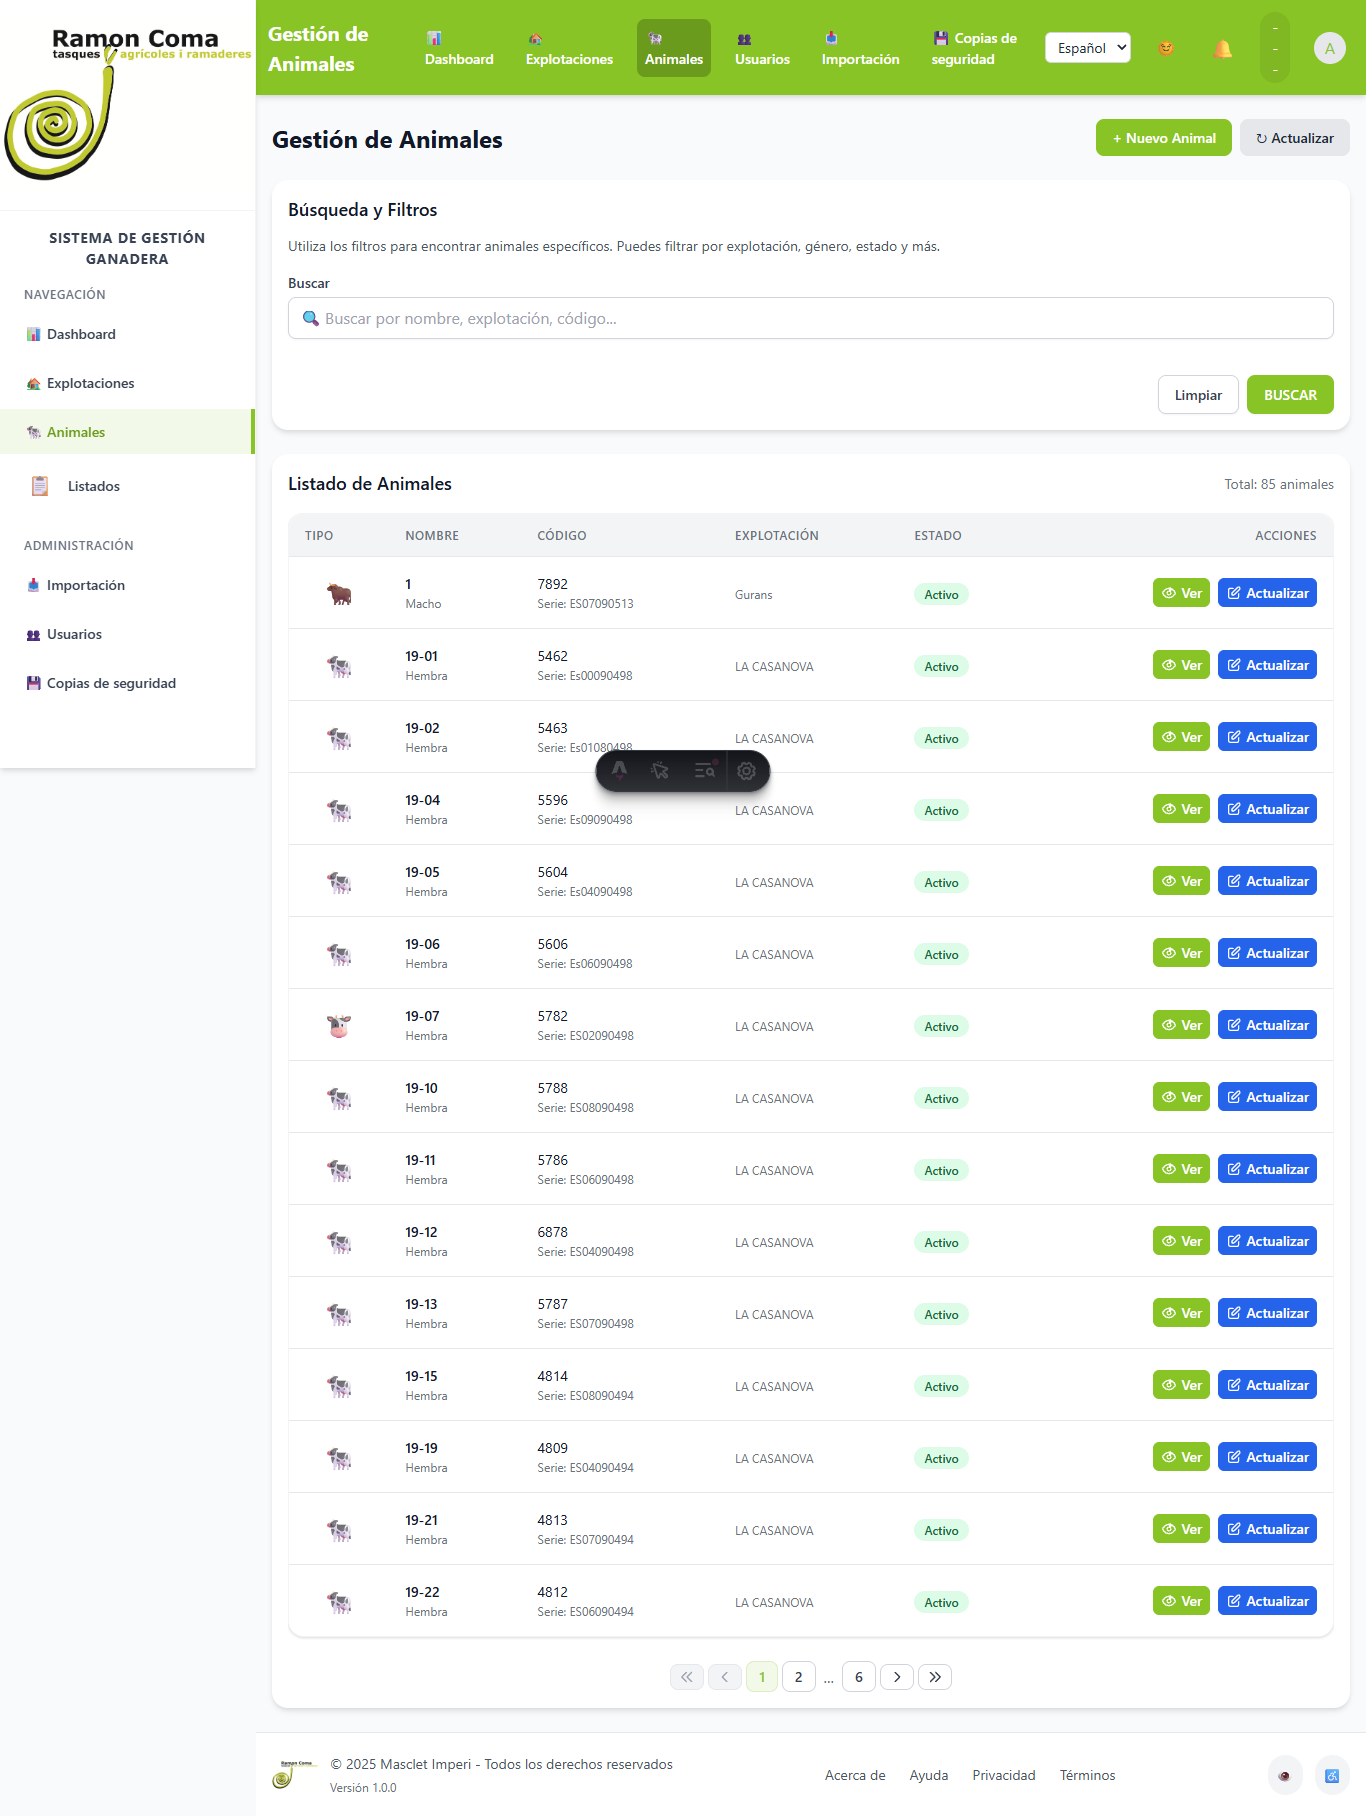 Ramon Coma
tasques agrícoles i ramaderes
SISTEMA DE GESTIÓN
GANADERA
NAVEGACIÓN
Dashboard
Explotaciones
Animales
Listados
ADMINISTRACIÓN
Importación
Usuarios
Copias de seguridad
Gestión de
Animales
Dashboard
Explotaciones
Animales
Usuarios
Importación
Copias de
seguridad
Español
-
-
-
A
Gestión de Animales
+ Nuevo Animal
↻ Actualizar
Búsqueda y Filtros
Utiliza los filtros para encontrar animales específicos. Puedes filtrar por explotación, género, estado y más.
Buscar
Buscar por nombre, explotación, código...
Limpiar
BUSCAR
Listado de Animales
Total: 85 animales
TIPO NOMBRE CÓDIGO EXPLOTACIÓN ESTADO ACCIONES
1 7892
Macho Serie: ES07090513 Gurans Activo Ver Actualizar
19-01 5462
Hembra Serie: Es00090498 LA CASANOVA Activo Ver Actualizar
19-02 5463
Hembra Serie: Es01080498 LA CASANOVA Activo Ver Actualizar
19-04 5596
Hembra Serie: Es09090498 LA CASANOVA Activo Ver Actualizar
19-05 5604
Hembra Serie: Es04090498 LA CASANOVA Activo Ver Actualizar
19-06 5606
Hembra Serie: Es06090498 LA CASANOVA Activo Ver Actualizar
19-07 5782
Hembra Serie: ES02090498 LA CASANOVA Activo Ver Actualizar
19-10 5788
Hembra Serie: ES08090498 LA CASANOVA Activo Ver Actualizar
19-11 5786
Hembra Serie: ES06090498 LA CASANOVA Activo Ver Actualizar
19-12 6878
Hembra Serie: ES04090498 LA CASANOVA Activo Ver Actualizar
19-13 5787
Hembra Serie: ES07090498 LA CASANOVA Activo Ver Actualizar
19-15 4814
Hembra Serie: ES08090494 LA CASANOVA Activo Ver Actualizar
19-19 4809
Hembra Serie: ES04090494 LA CASANOVA Activo Ver Actualizar
19-21 4813
Hembra Serie: ES07090494 LA CASANOVA Activo Ver Actualizar
19-22 4812
Hembra Serie: ES06090494 LA CASANOVA Activo Ver Actualizar
1 2 ... 6
Ramon Coma
© 2025 Masclet Imperi - Todos los derechos reservados
Versión 1.0.0
Acerca de Ayuda Privacidad Términos